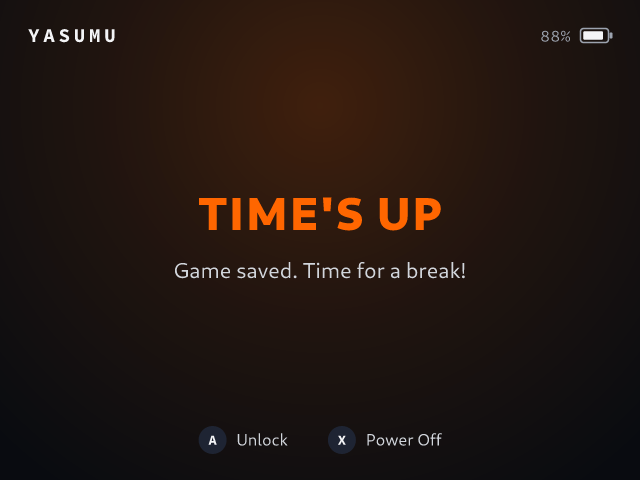 YASUMU
88%
TIME'S UP
Game saved. Time for a break!
A Unlock X Power Off